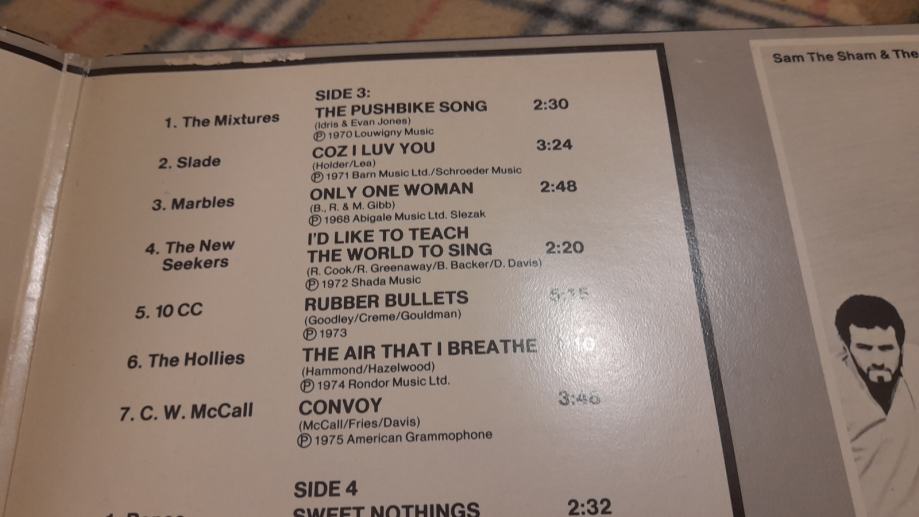 Sam The Sham & The
SIDE 3:
1. The Mixtures THE PUSHBIKE SONG 2:30
(Idris & Evan Jones)
Ⓟ 1970 Louwigny Music
2. Slade COZ I LUV YOU 3:24
(Holder/Lea)
Ⓟ 1971 Barn Music Ltd./Schroeder Music
3. Marbles ONLY ONE WOMAN 2:48
(B., R. & M. Gibb)
Ⓟ 1968 Abigale Music Ltd. Slezak
4. The New Seekers I'D LIKE TO TEACH
THE WORLD TO SING 2:20
(R. Cook/R. Greenaway/B. Backer/D. Davis)
Ⓟ 1972 Shada Music
5. 10 CC RUBBER BULLETS 5:15
(Goodley/Creme/Gouldman)
Ⓟ 1973
6. The Hollies THE AIR THAT I BREATHE
(Hammond/Hazelwood)
Ⓟ 1974 Rondor Music Ltd.
7. C. W. McCall CONVOY
(McCall/Fries/Davis)
Ⓟ 1975 American Grammophone
SIDE 4
SWEET NOTHINGS 2:32